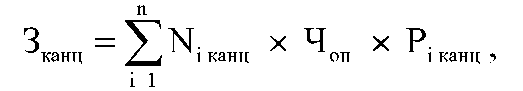 n
З канц = ∑ N i канц × Ч оп × P i канц ,
i 1